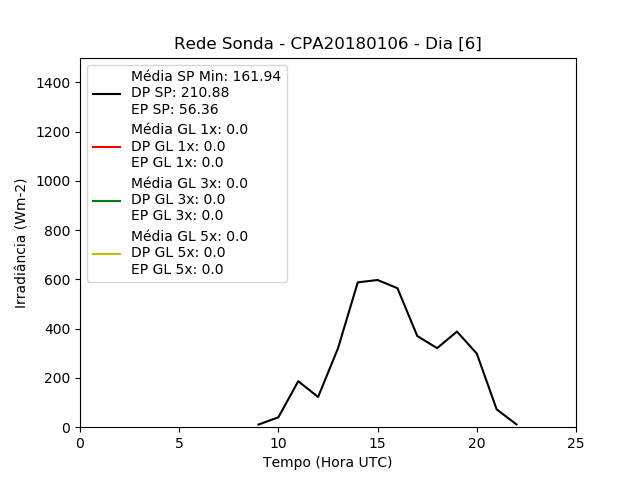 Rede Sonda - CPA20180106 - Dia [6]
Média SP Min: 161.94
DP SP: 210.88
EP SP: 56.36
Média GL 1x: 0.0
DP GL 1x: 0.0
EP GL 1x: 0.0
Média GL 3x: 0.0
DP GL 3x: 0.0
EP GL 3x: 0.0
Média GL 5x: 0.0
DP GL 5x: 0.0
EP GL 5x: 0.0
1400
1200
1000
800
600
400
200
0
Irradiância (Wm-2)
0 5 10 15 20 25
Tempo (Hora UTC)